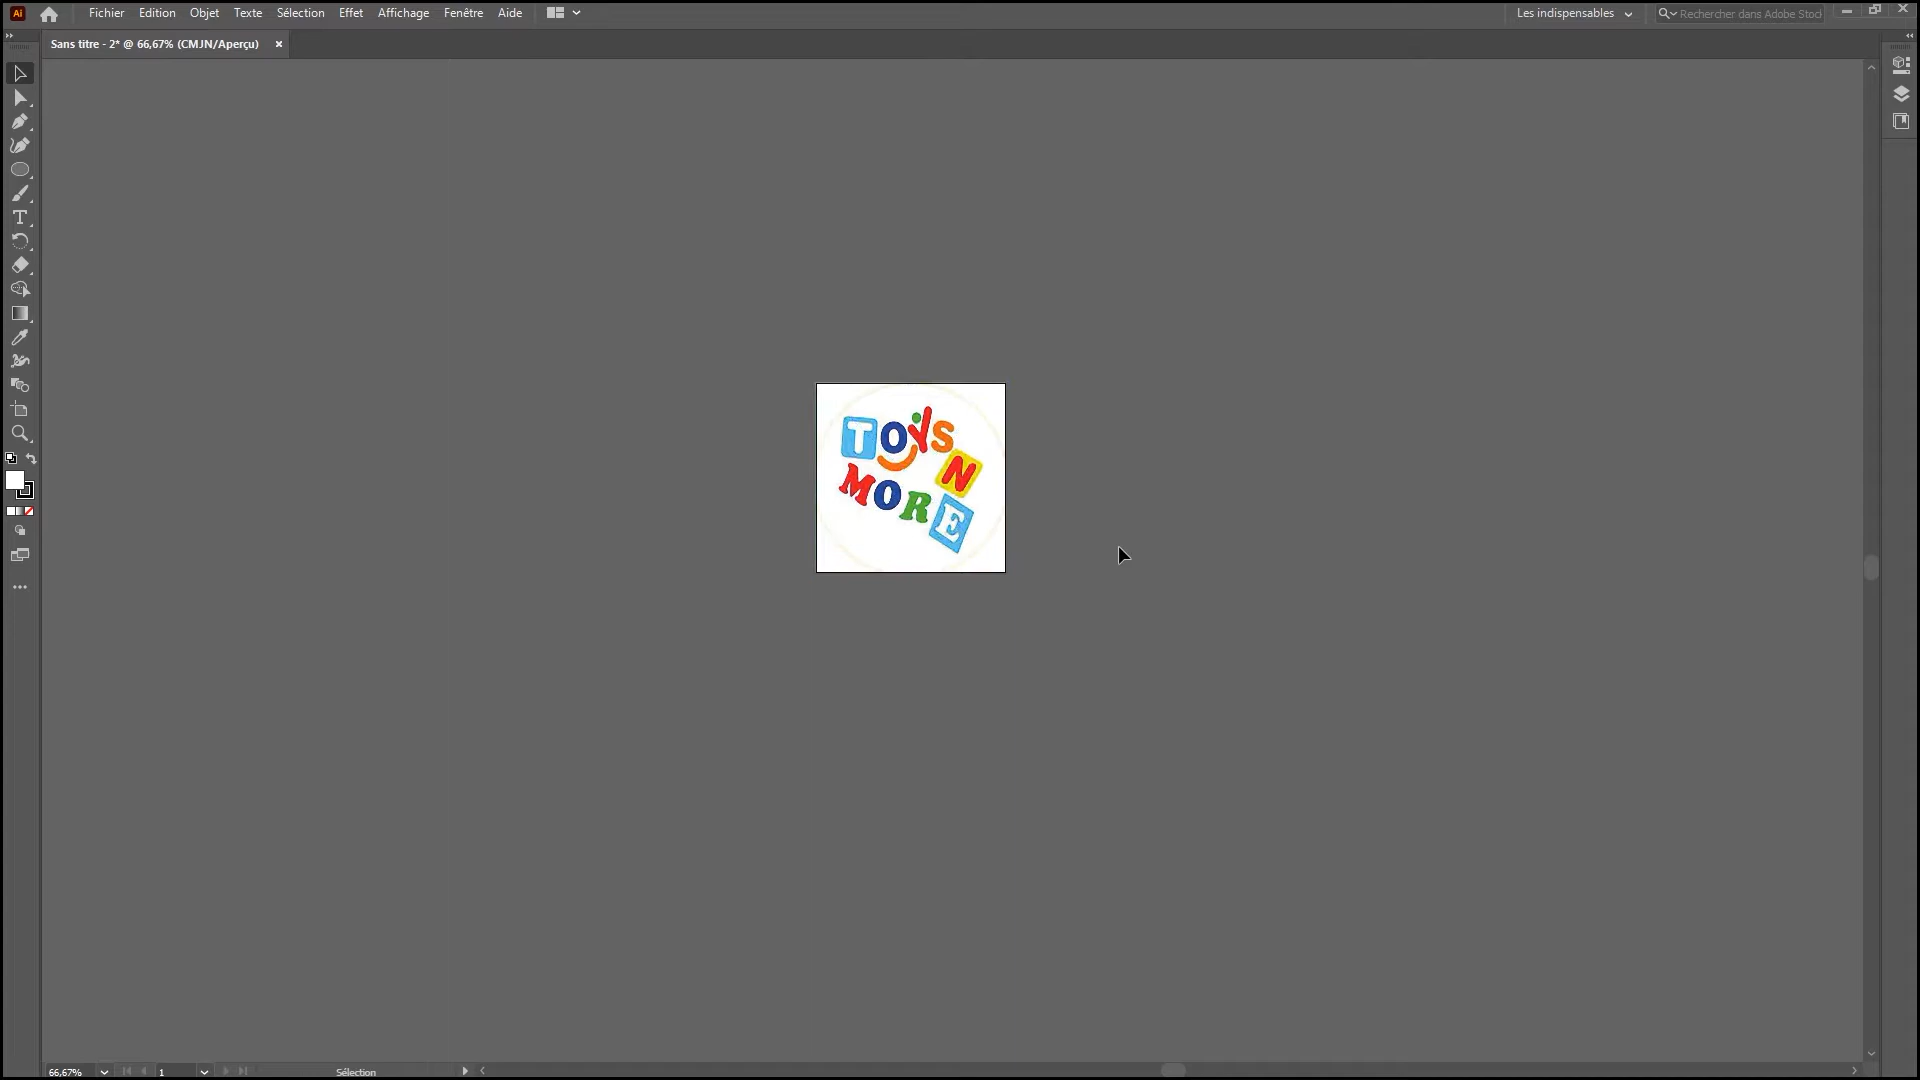 Ai Fichier Edition Objet Texte Sélection Effet Affichage Fenêtre Aide Les indispensables Rechercher dans Adobe Stock
Sans titre - 2* @ 66,67% (CMJN/Aperçu) ×
TOYS
N
MORE
66,67% 1 Sélection